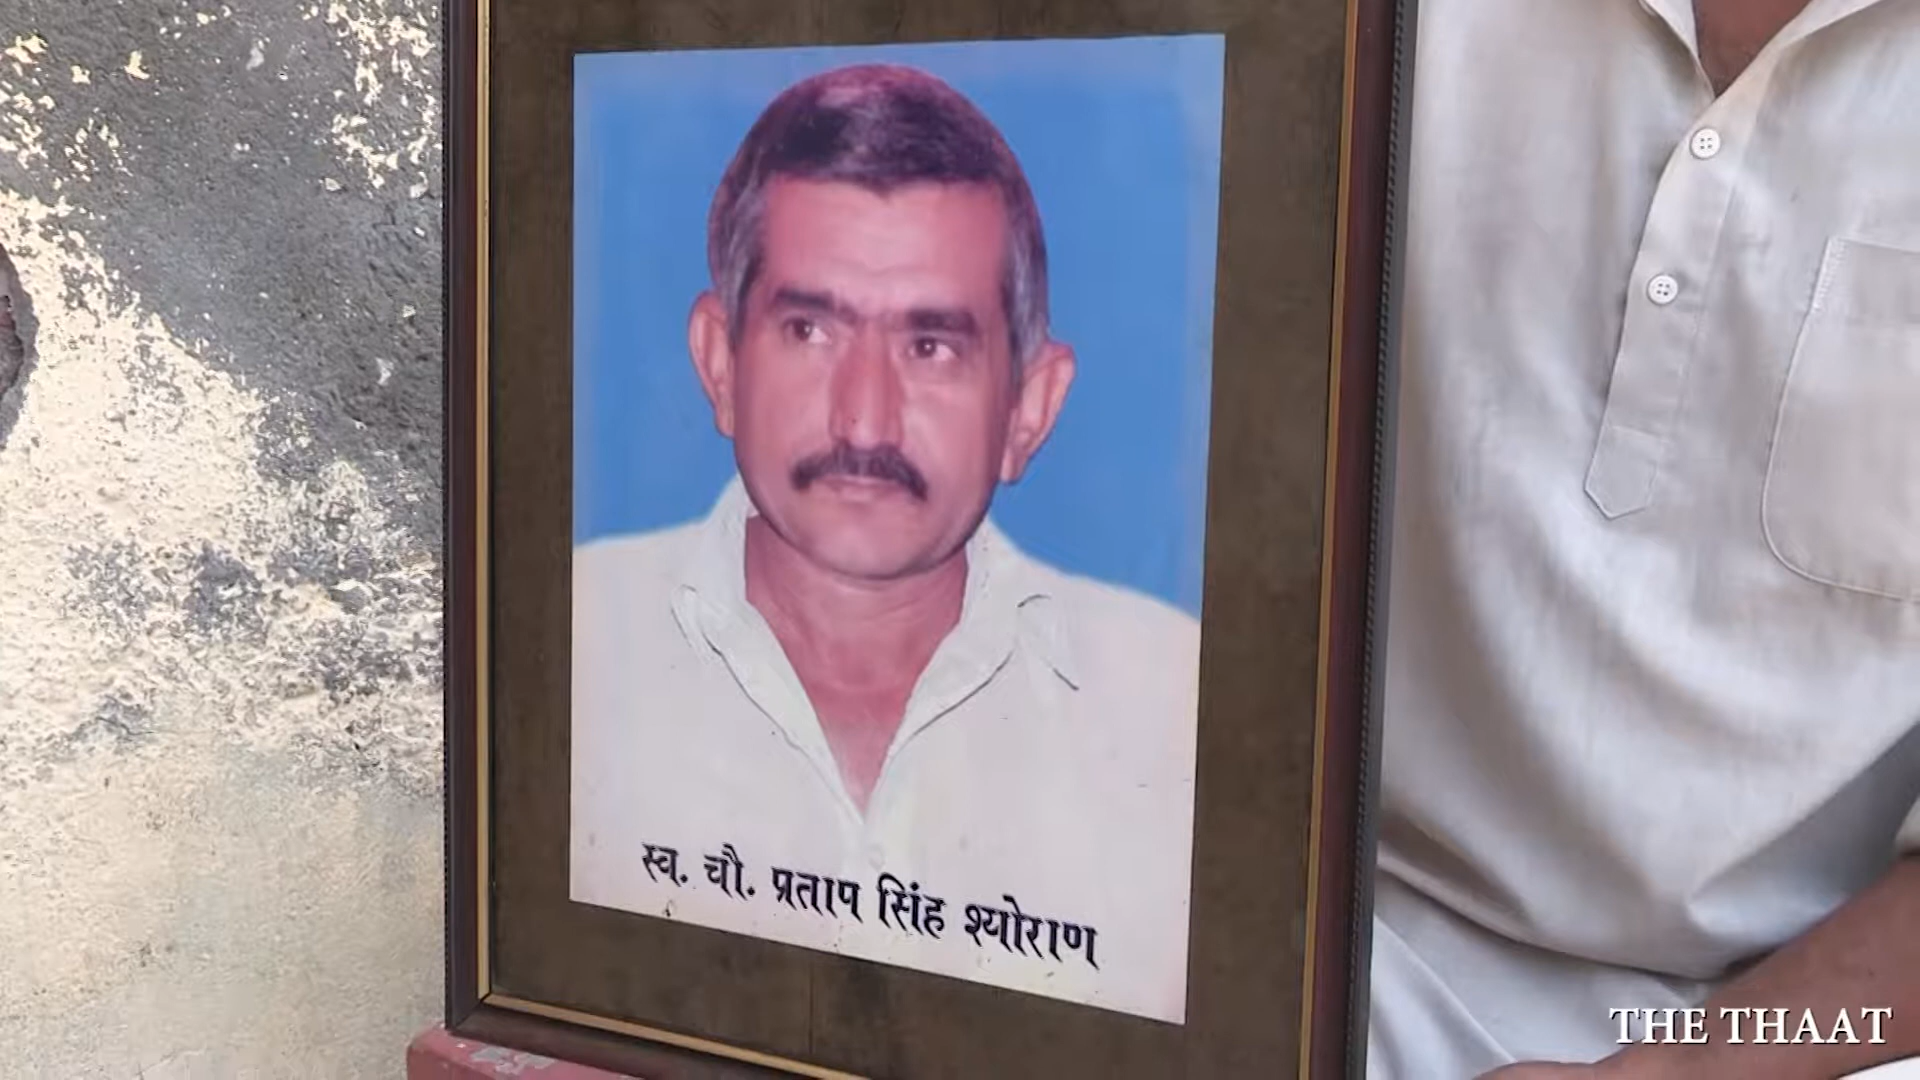 स्व. चौ. प्रताप सिंह श्योराण
THE THAAT